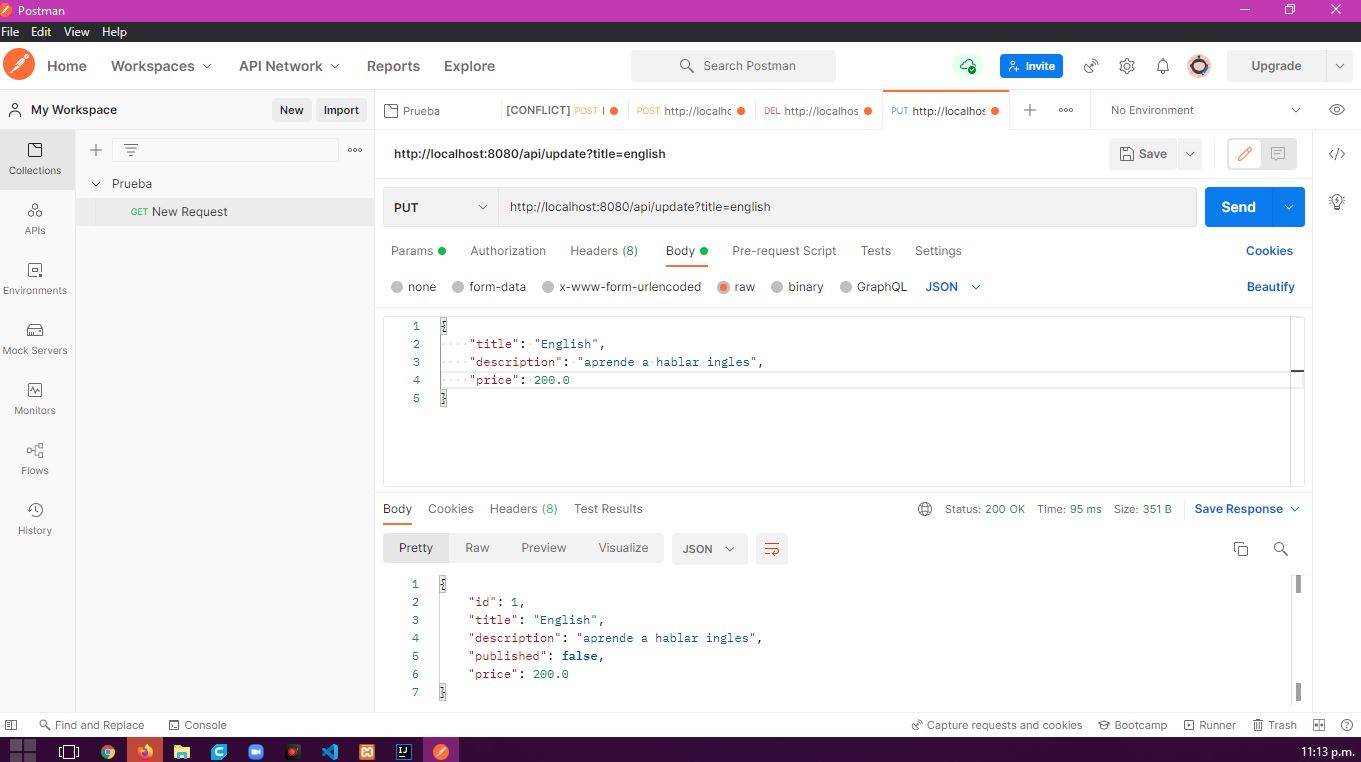 Postman
File Edit View Help
Home Workspaces API Network Reports Explore Search Postman Invite Upgrade
My Workspace New Import
Prueba [CONFLICT] POST l POST http://localhc DEL http://localhos PUT http://localhos No Environment
Collections
APIs
Environments
Mock Servers
Monitors
Flows
History
Prueba
GET New Request
http://localhost:8080/api/update?title=english Save
PUT http://localhost:8080/api/update?title=english Send
Params Authorization Headers (8) Body Pre-request Script Tests Settings Cookies
none form-data x-www-form-urlencoded raw binary GraphQL JSON Beautify
1 {
2 "title": "English",
3 "description": "aprende a hablar ingles",
4 "price": 200.0
5 }
Body Cookies Headers (8) Test Results Status: 200 OK Time: 95 ms Size: 351 B Save Response
Pretty Raw Preview Visualize JSON
1 {
2 "id": 1,
3 "title": "English",
4 "description": "aprende a hablar ingles",
5 "published": false,
6 "price": 200.0
7 }
Find and Replace Console Capture requests and cookies Bootcamp Runner Trash
11:13 p.m.